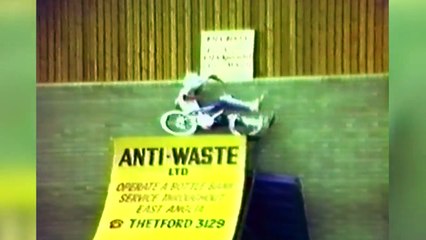 ANTI-WASTE
LTD
OPERATE A BOTTLE BANK
SERVICE THROUGHOUT
EAST ANGLIA
☎ THETFORD 3129